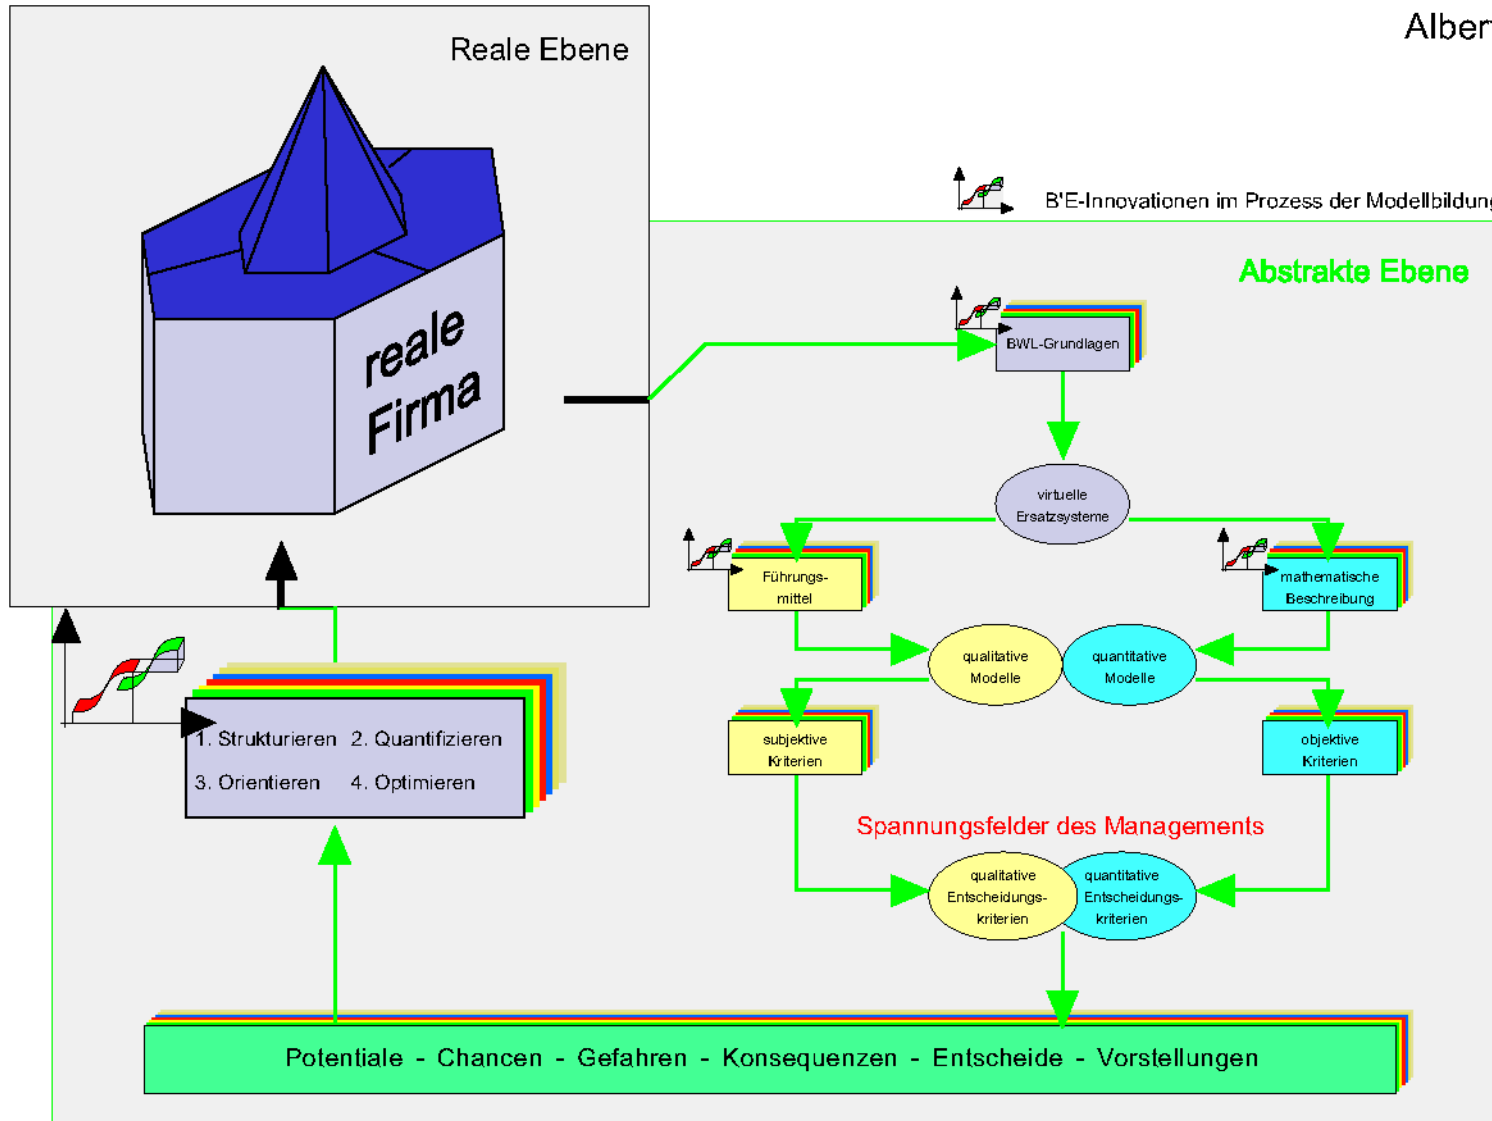 Reale Ebene
Alber
B'E-Innovationen im Prozess der Modellbildung
Abstrakte Ebene
reale
Firma
BWL-Grundlagen
virtuelle
Ersatzsysteme
Führungs-
mittel
mathematische
Beschreibung
qualitative
Modelle
quantitative
Modelle
1. Strukturieren 2. Quantifizieren
3. Orientieren 4. Optimieren
subjektive
Kriterien
objektive
Kriterien
Spannungsfelder des Managements
qualitative
Entscheidungs-
kriterien
quantitative
Entscheidungs-
kriterien
Potentiale - Chancen - Gefahren - Konsequenzen - Entscheide - Vorstellungen